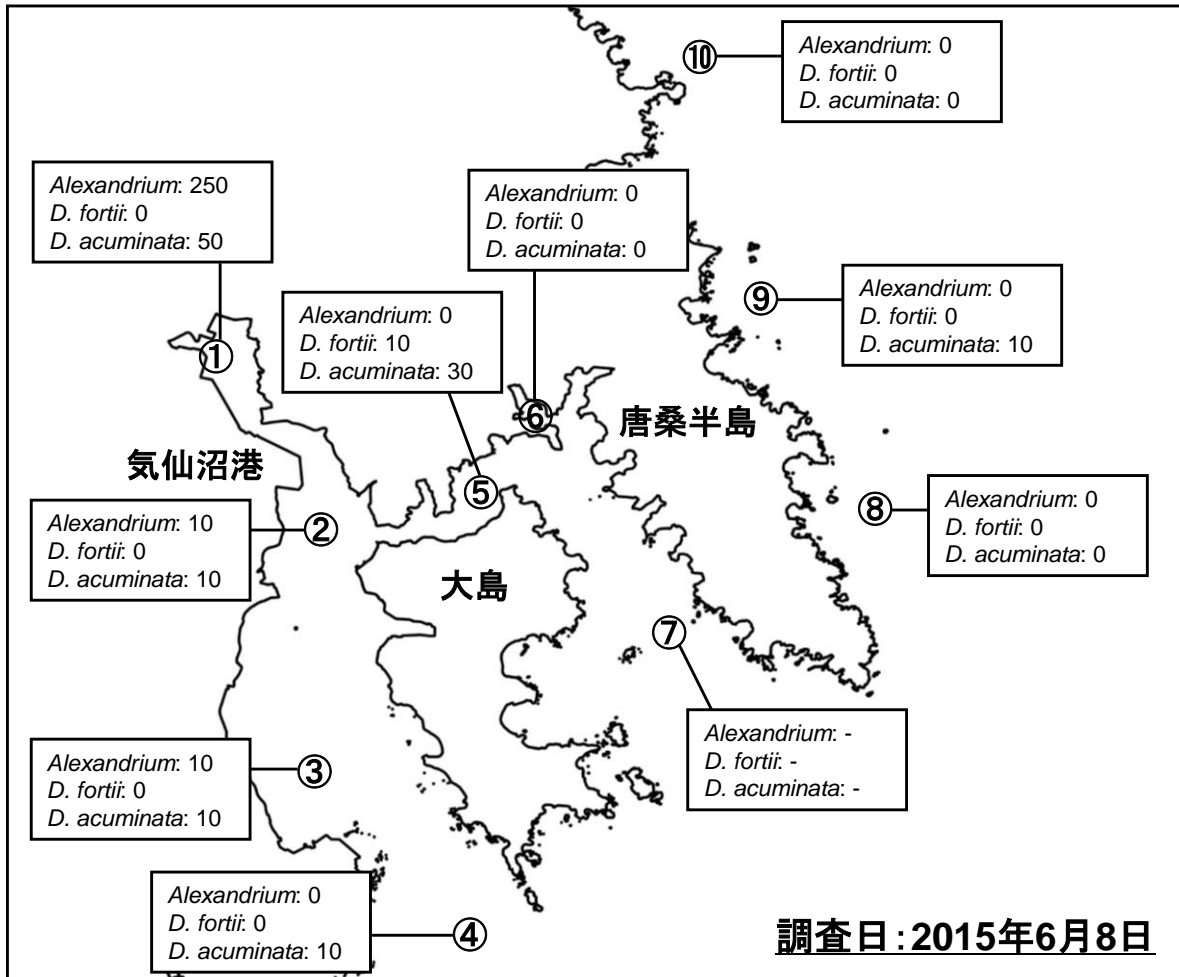 ⑩
Alexandrium: 0
D. fortii: 0
D. acuminata: 0
Alexandrium: 250
D. fortii: 0
D. acuminata: 50
①
Alexandrium: 0
D. fortii: 0
D. acuminata: 0
⑥
Alexandrium: 0
D. fortii: 10
D. acuminata: 30
⑤
⑨
Alexandrium: 0
D. fortii: 0
D. acuminata: 10
唐桑半島
気仙沼港
Alexandrium: 10
D. fortii: 0
D. acuminata: 10
②
⑧
Alexandrium: 0
D. fortii: 0
D. acuminata: 0
大島
⑦
Alexandrium: -
D. fortii: -
D. acuminata: -
Alexandrium: 10
D. fortii: 0
D. acuminata: 10
③
Alexandrium: 0
D. fortii: 0
D. acuminata: 10
④
調査日:2015年6月8日